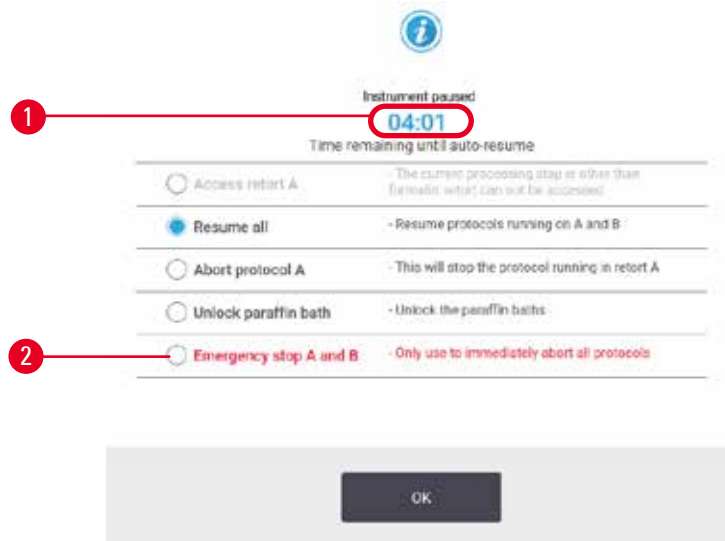 i
Instrument paused
1
04:01
Time remaining until auto-resume
Access retort A - The current processing step is other than
formalin retort can not be accessed
Resume all - Resume protocols running on A and B
Abort protocol A - This will stop the protocol running in retort A
Unlock paraffin bath - Unlock the paraffin baths
2
Emergency stop A and B - Only use to immediately abort all protocols
OK